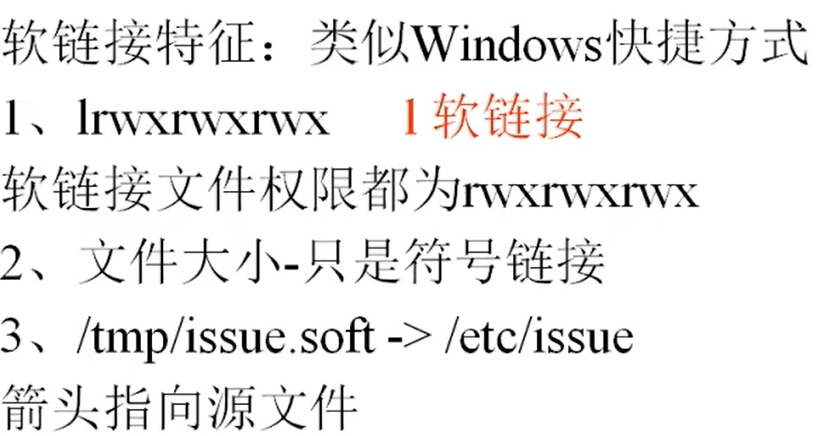 软链接特征：类似Windows快捷方式
1、lrwxrwxrwx l 软链接
软链接文件权限都为rwxrwxrwx
2、文件大小-只是符号链接
3、/tmp/issue.soft -> /etc/issue
箭头指向源文件